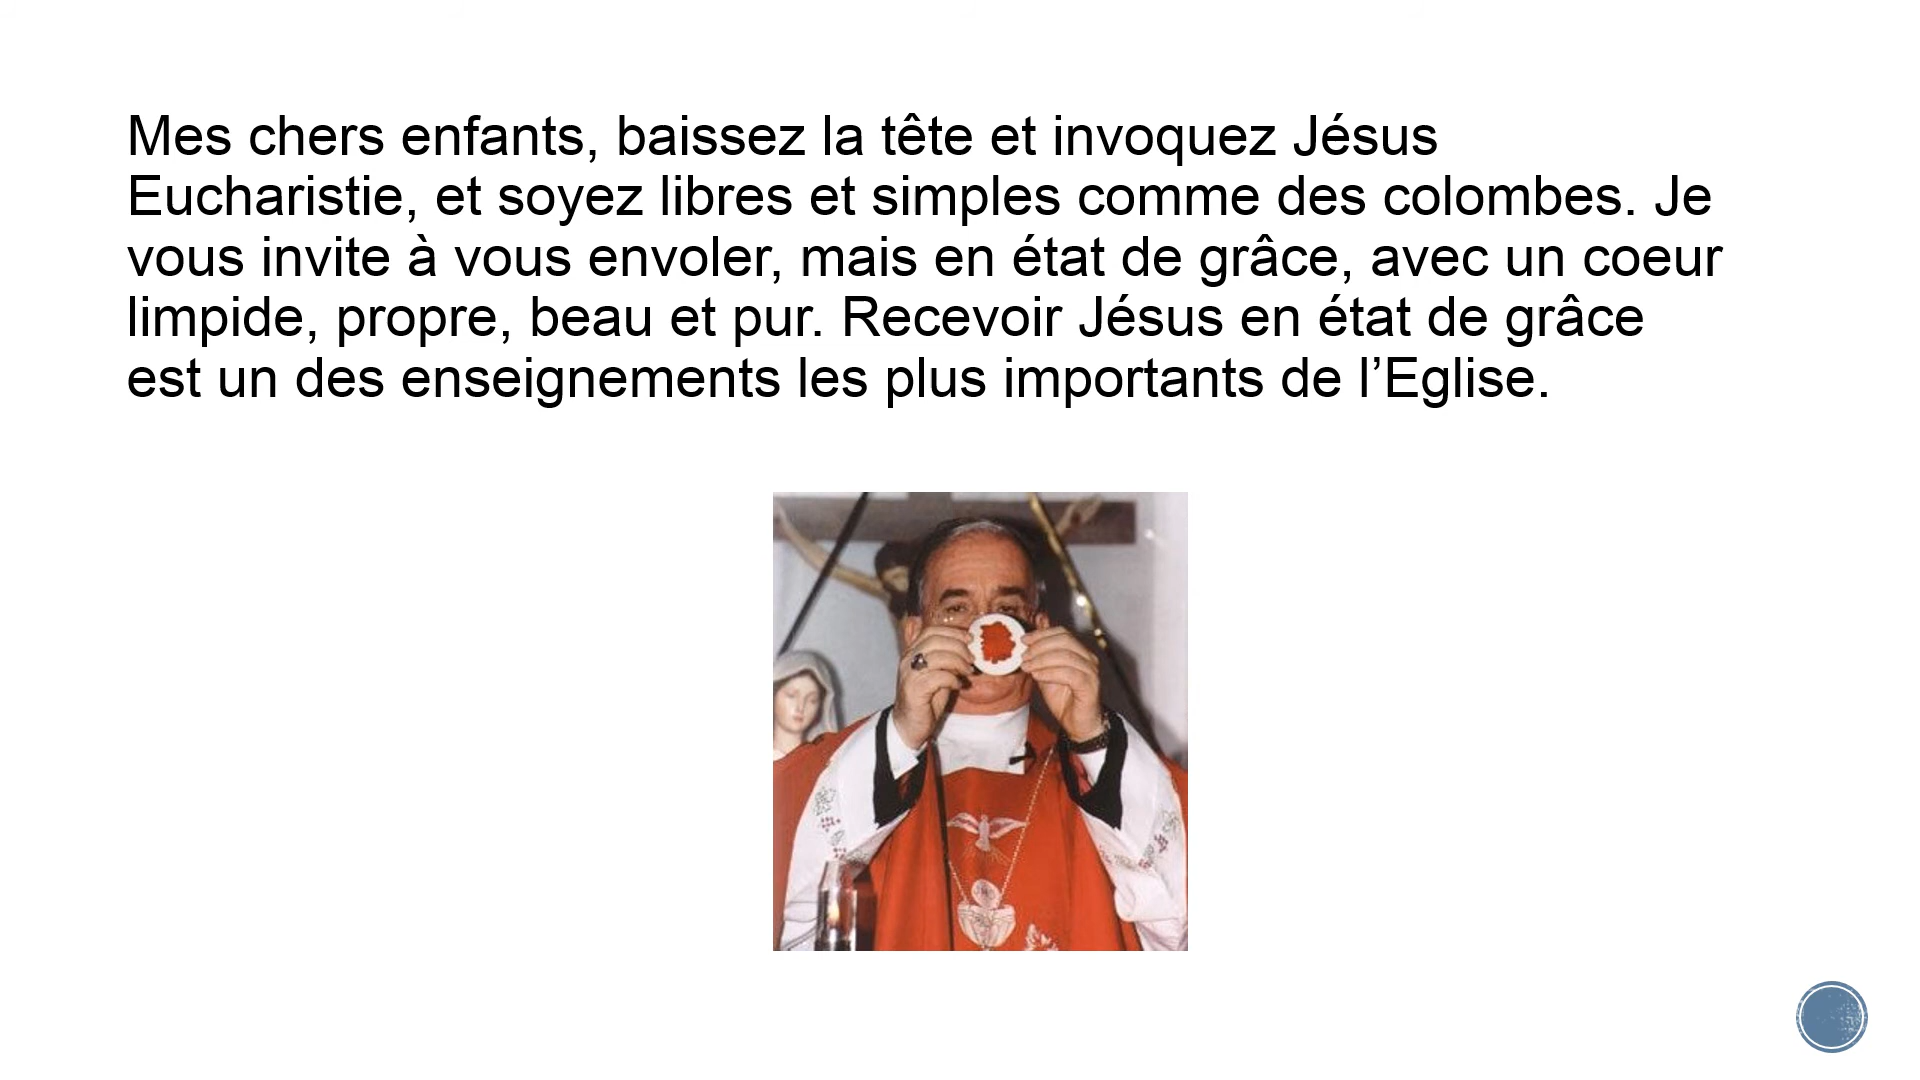 Mes chers enfants, baissez la tête et invoquez Jésus
Eucharistie, et soyez libres et simples comme des colombes. Je
vous invite à vous envoler, mais en état de grâce, avec un coeur
limpide, propre, beau et pur. Recevoir Jésus en état de grâce
est un des enseignements les plus importants de l’Eglise.